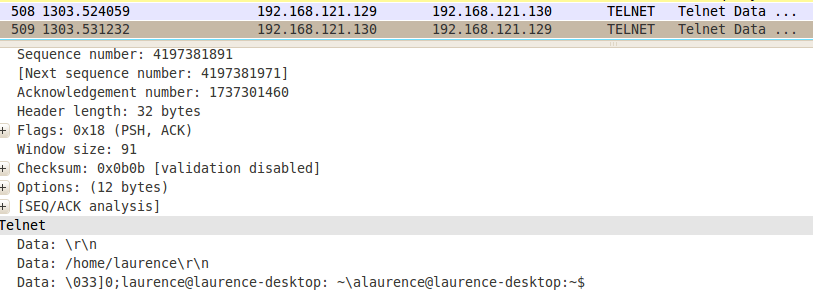 508 1303.524059 192.168.121.129 192.168.121.130 TELNET Telnet Data ...
509 1303.531232 192.168.121.130 192.168.121.129 TELNET Telnet Data ...
Sequence number: 4197381891
[Next sequence number: 4197381971]
Acknowledgement number: 1737301460
Header length: 32 bytes
+ Flags: 0x18 (PSH, ACK)
Window size: 91
+ Checksum: 0x0b0b [validation disabled]
+ Options: (12 bytes)
+ [SEQ/ACK analysis]
Telnet
Data: \r\n
Data: /home/laurence\r\n
Data: \033]0;laurence@laurence-desktop: ~\alaurence@laurence-desktop:~$